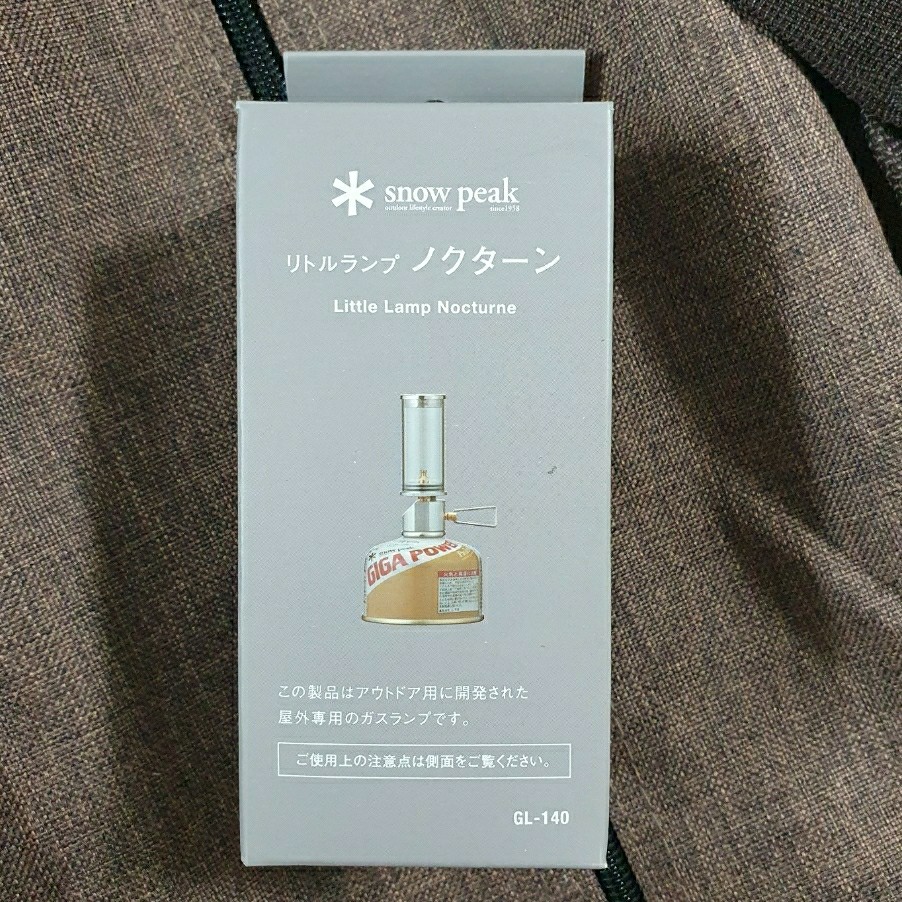 snow peak
outdoor lifestyle creator since1958
リトルランプ ノクターン
Little Lamp Nocturne
snow peak
GIGA POWE
この製品はアウトドア用に開発された
屋外専用のガスランプです。
ご使用上の注意点は側面をご覧ください。
GL-140